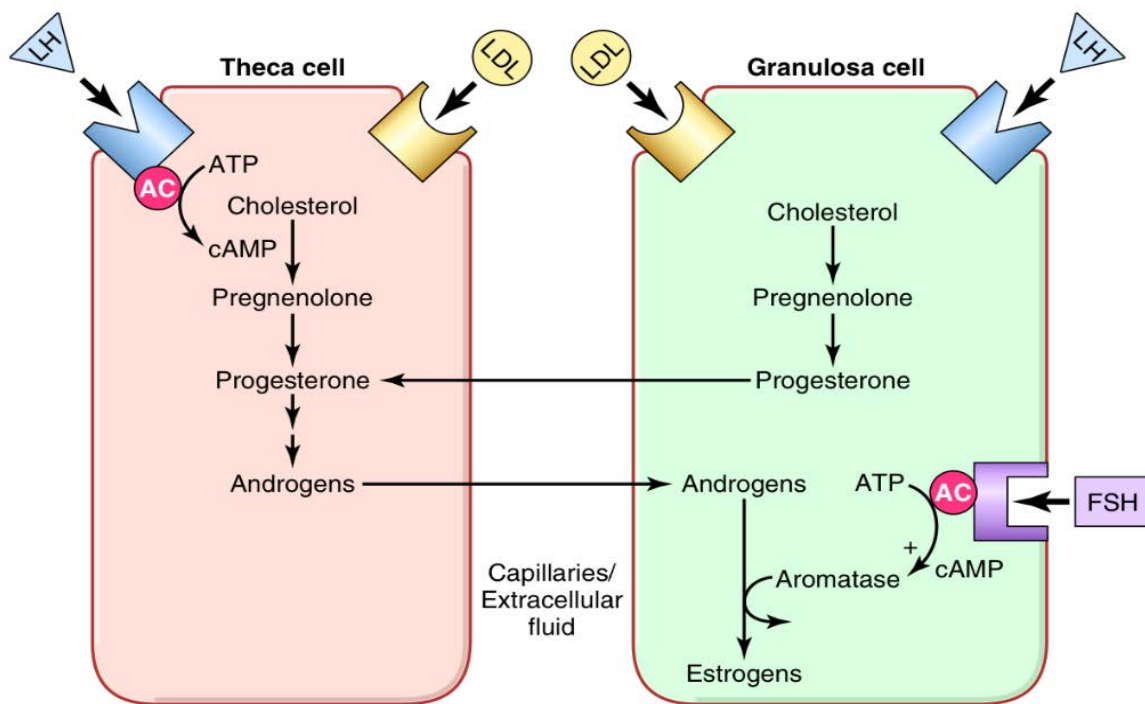 LH
Theca cell
LDL
LDL
Granulosa cell
LH
AC
ATP
Cholesterol
cAMP
Pregnenolone
Progesterone
Androgens
Cholesterol
Pregnenolone
Progesterone
Androgens
ATP
AC
FSH
+
cAMP
Aromatase
Estrogens
Capillaries/
Extracellular
fluid